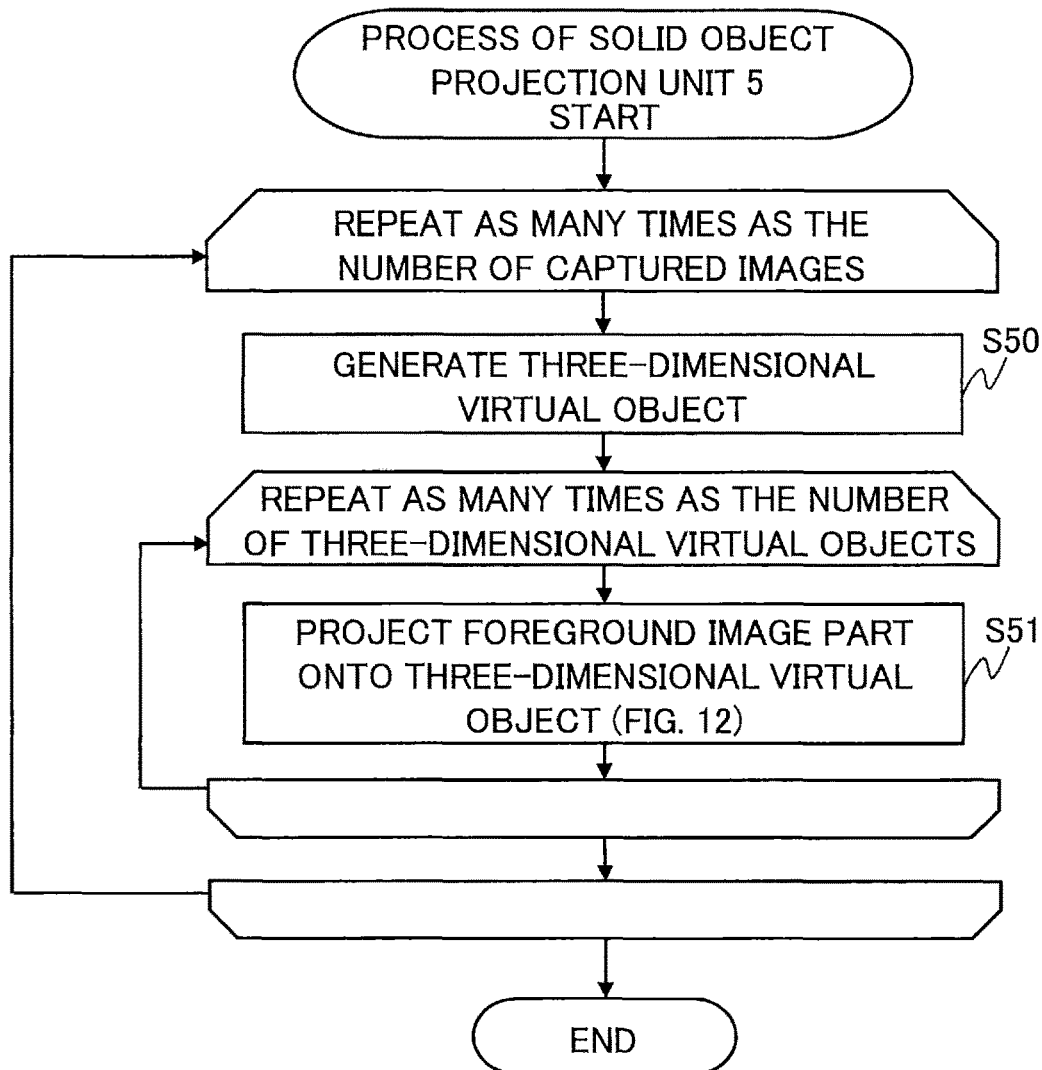 PROCESS OF SOLID OBJECT
PROJECTION UNIT 5
START
REPEAT AS MANY TIMES AS THE
NUMBER OF CAPTURED IMAGES
GENERATE THREE-DIMENSIONAL
VIRTUAL OBJECT
S50
REPEAT AS MANY TIMES AS THE NUMBER
OF THREE-DIMENSIONAL VIRTUAL OBJECTS
PROJECT FOREGROUND IMAGE PART
ONTO THREE-DIMENSIONAL VIRTUAL
OBJECT (FIG. 12)
S51
END